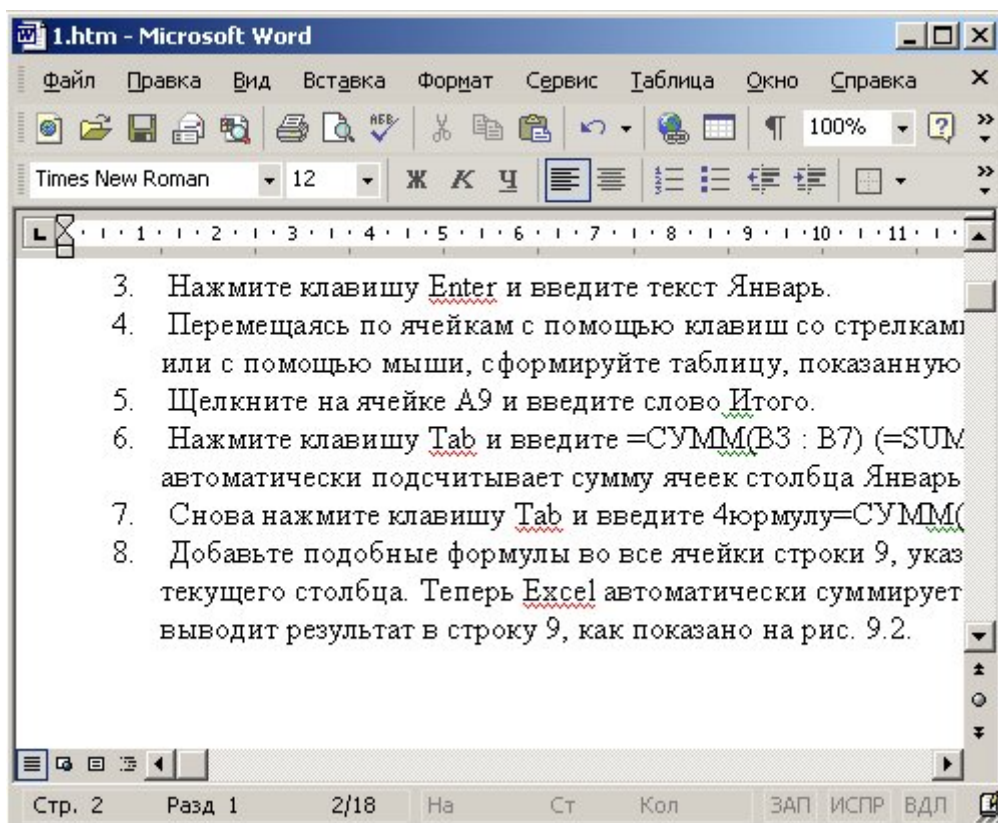 1.htm - Microsoft Word
Файл Правка Вид Вставка Формат Сервис Таблица Окно Справка
100%
Times New Roman 12 Ж К Ч
1 2 3 4 5 6 7 8 9 10 11
3. Нажмите клавишу Enter и введите текст Январь.
4. Перемещаясь по ячейкам с помощью клавиш со стрелками
или с помощью мыши, сформируйте таблицу, показанную
5. Щелкните на ячейке А9 и введите слово Итого.
6. Нажмите клавишу Tab и введите =СУММ(В3 : В7) (=SUM
автоматически подсчитывает сумму ячеек столбца Январь
7. Снова нажмите клавишу Tab и введите 4юрмулу=СУММ(
8. Добавьте подобные формулы во все ячейки строки 9, указ
текущего столбца. Теперь Excel автоматически суммирует
выводит результат в строку 9, как показано на рис. 9.2.
Стр. 2 Разд 1 2/18 На Ст Кол ЗАП ИСПР ВДЛ